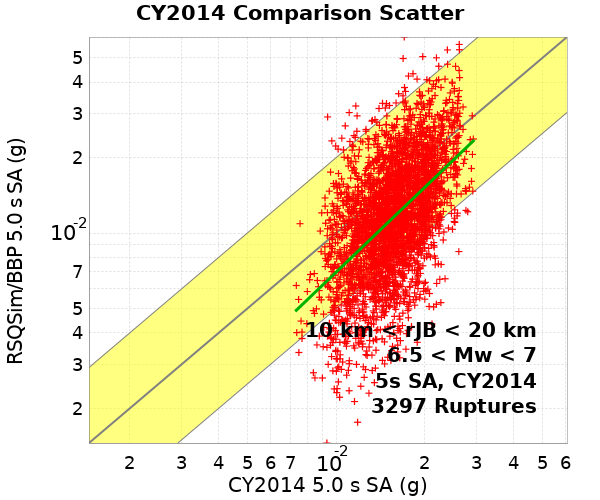 CY2014 Comparison Scatter
RSQSim/BBP 5.0 s SA (g)
5
4
3
2
10-2
7
5
4
3
2
10 km < rJB < 20 km
6.5 < Mw < 7
5s SA, CY2014
3297 Ruptures
2 3 4 5 6 7 10-2 2 3 4 5 6
CY2014 5.0 s SA (g)